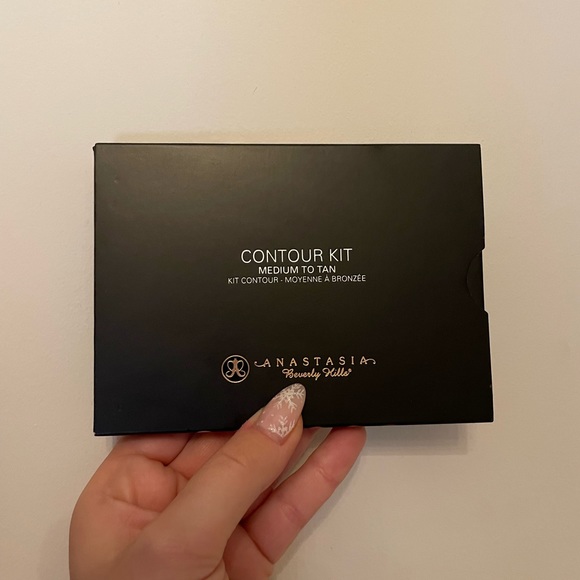 CONTOUR KIT
MEDIUM TO TAN
KIT CONTOUR - MOYENNE À BRONZÉE
ANASTASIA
Beverly Hills®